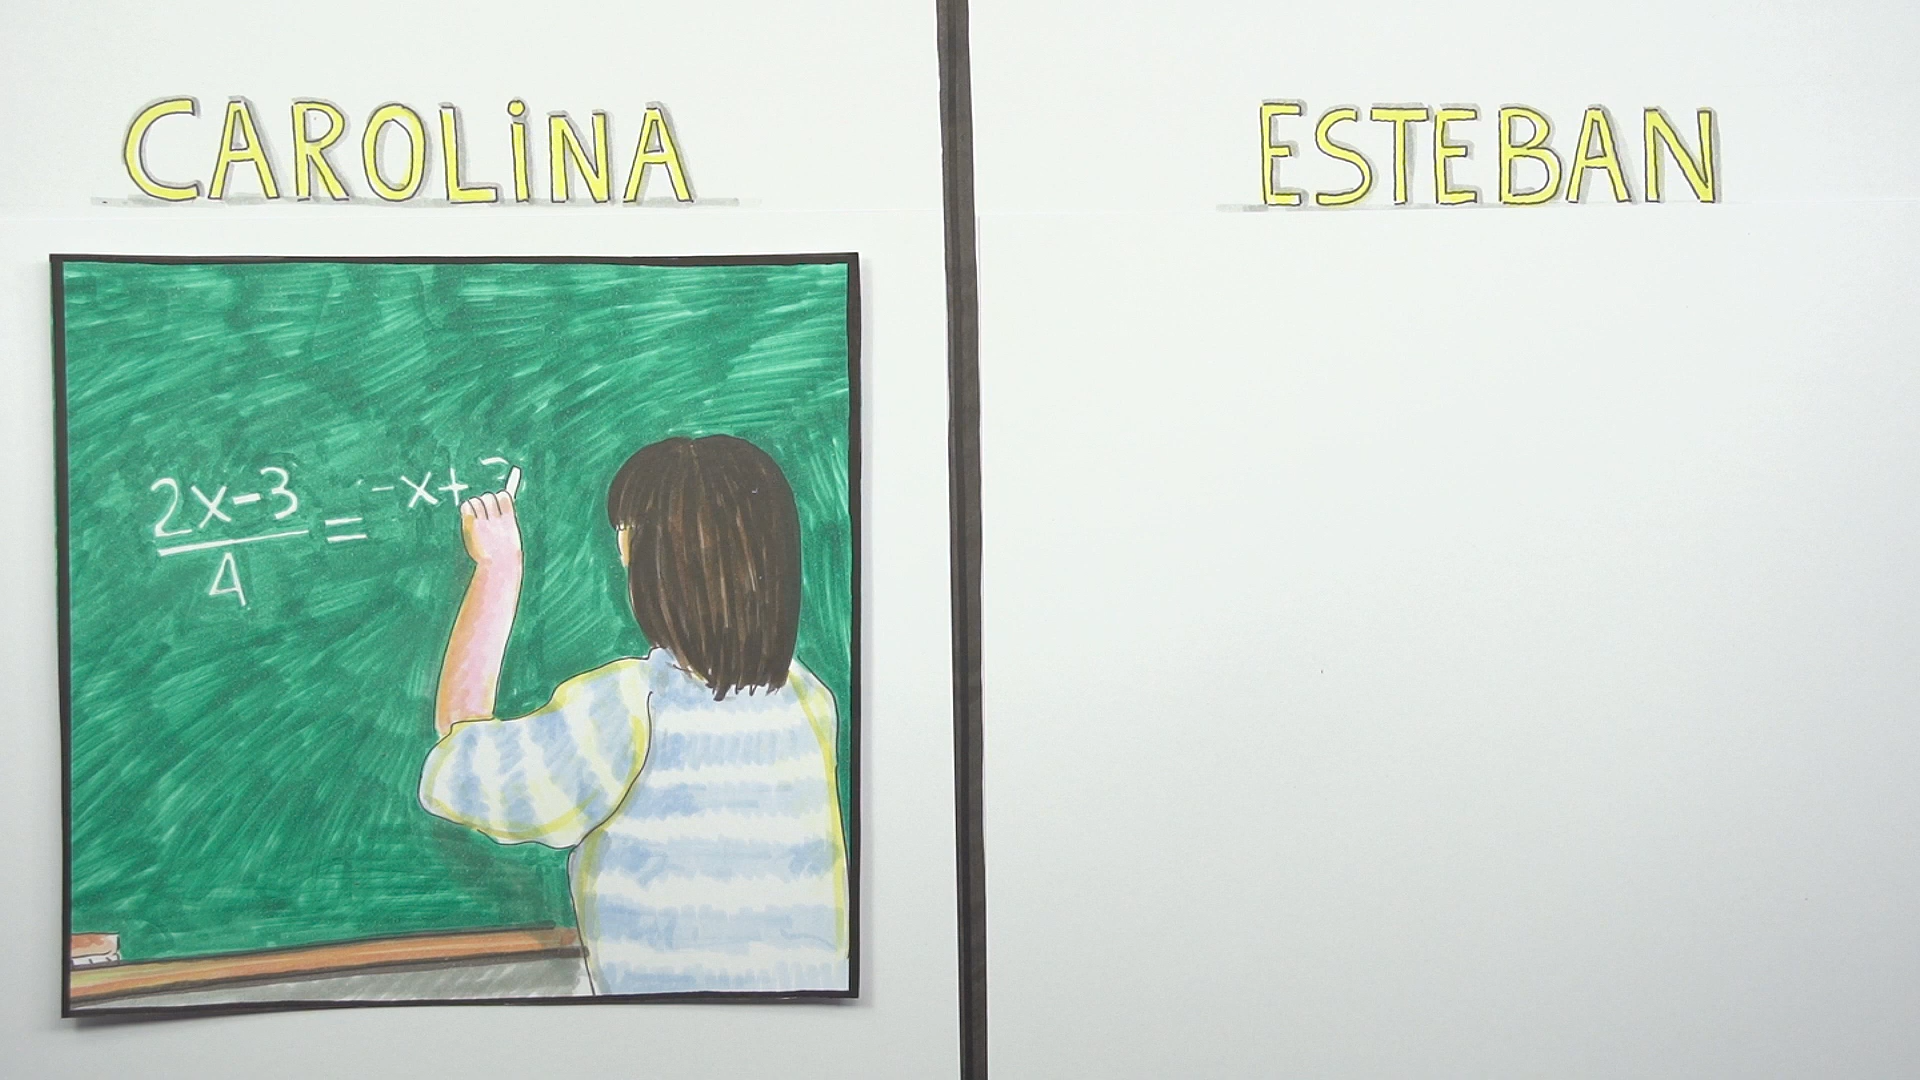 CAROLiNA
ESTEBAN
2x-3
4
=
-x+